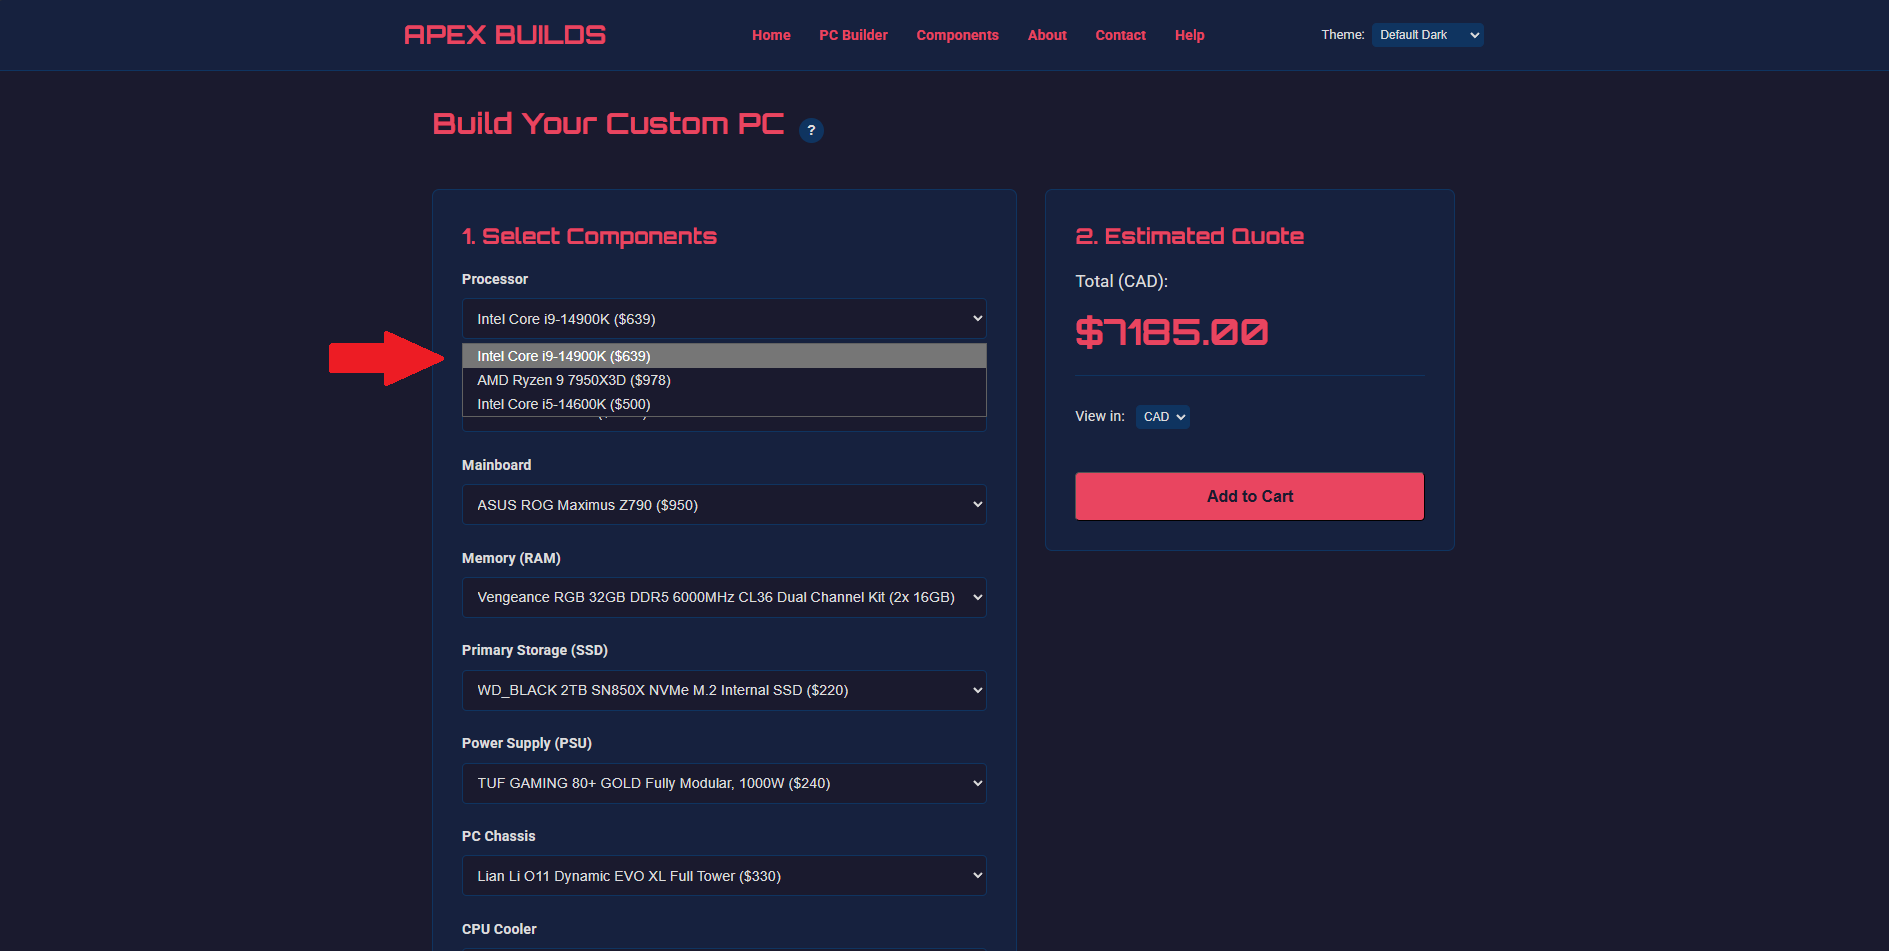 APEX BUILDS
Home PC Builder Components About Contact Help
Theme: Default Dark
Build Your Custom PC ?
1. Select Components
Processor
Intel Core i9-14900K ($639)
Intel Core i9-14900K ($639)
AMD Ryzen 9 7950X3D ($978)
Intel Core i5-14600K ($500)
Mainboard
ASUS ROG Maximus Z790 ($950)
Memory (RAM)
Vengeance RGB 32GB DDR5 6000MHz CL36 Dual Channel Kit (2x 16GB)
Primary Storage (SSD)
WD_BLACK 2TB SN850X NVMe M.2 Internal SSD ($220)
Power Supply (PSU)
TUF GAMING 80+ GOLD Fully Modular, 1000W ($240)
PC Chassis
Lian Li O11 Dynamic EVO XL Full Tower ($330)
CPU Cooler
2. Estimated Quote
Total (CAD):
$7185.00
View in: CAD
Add to Cart